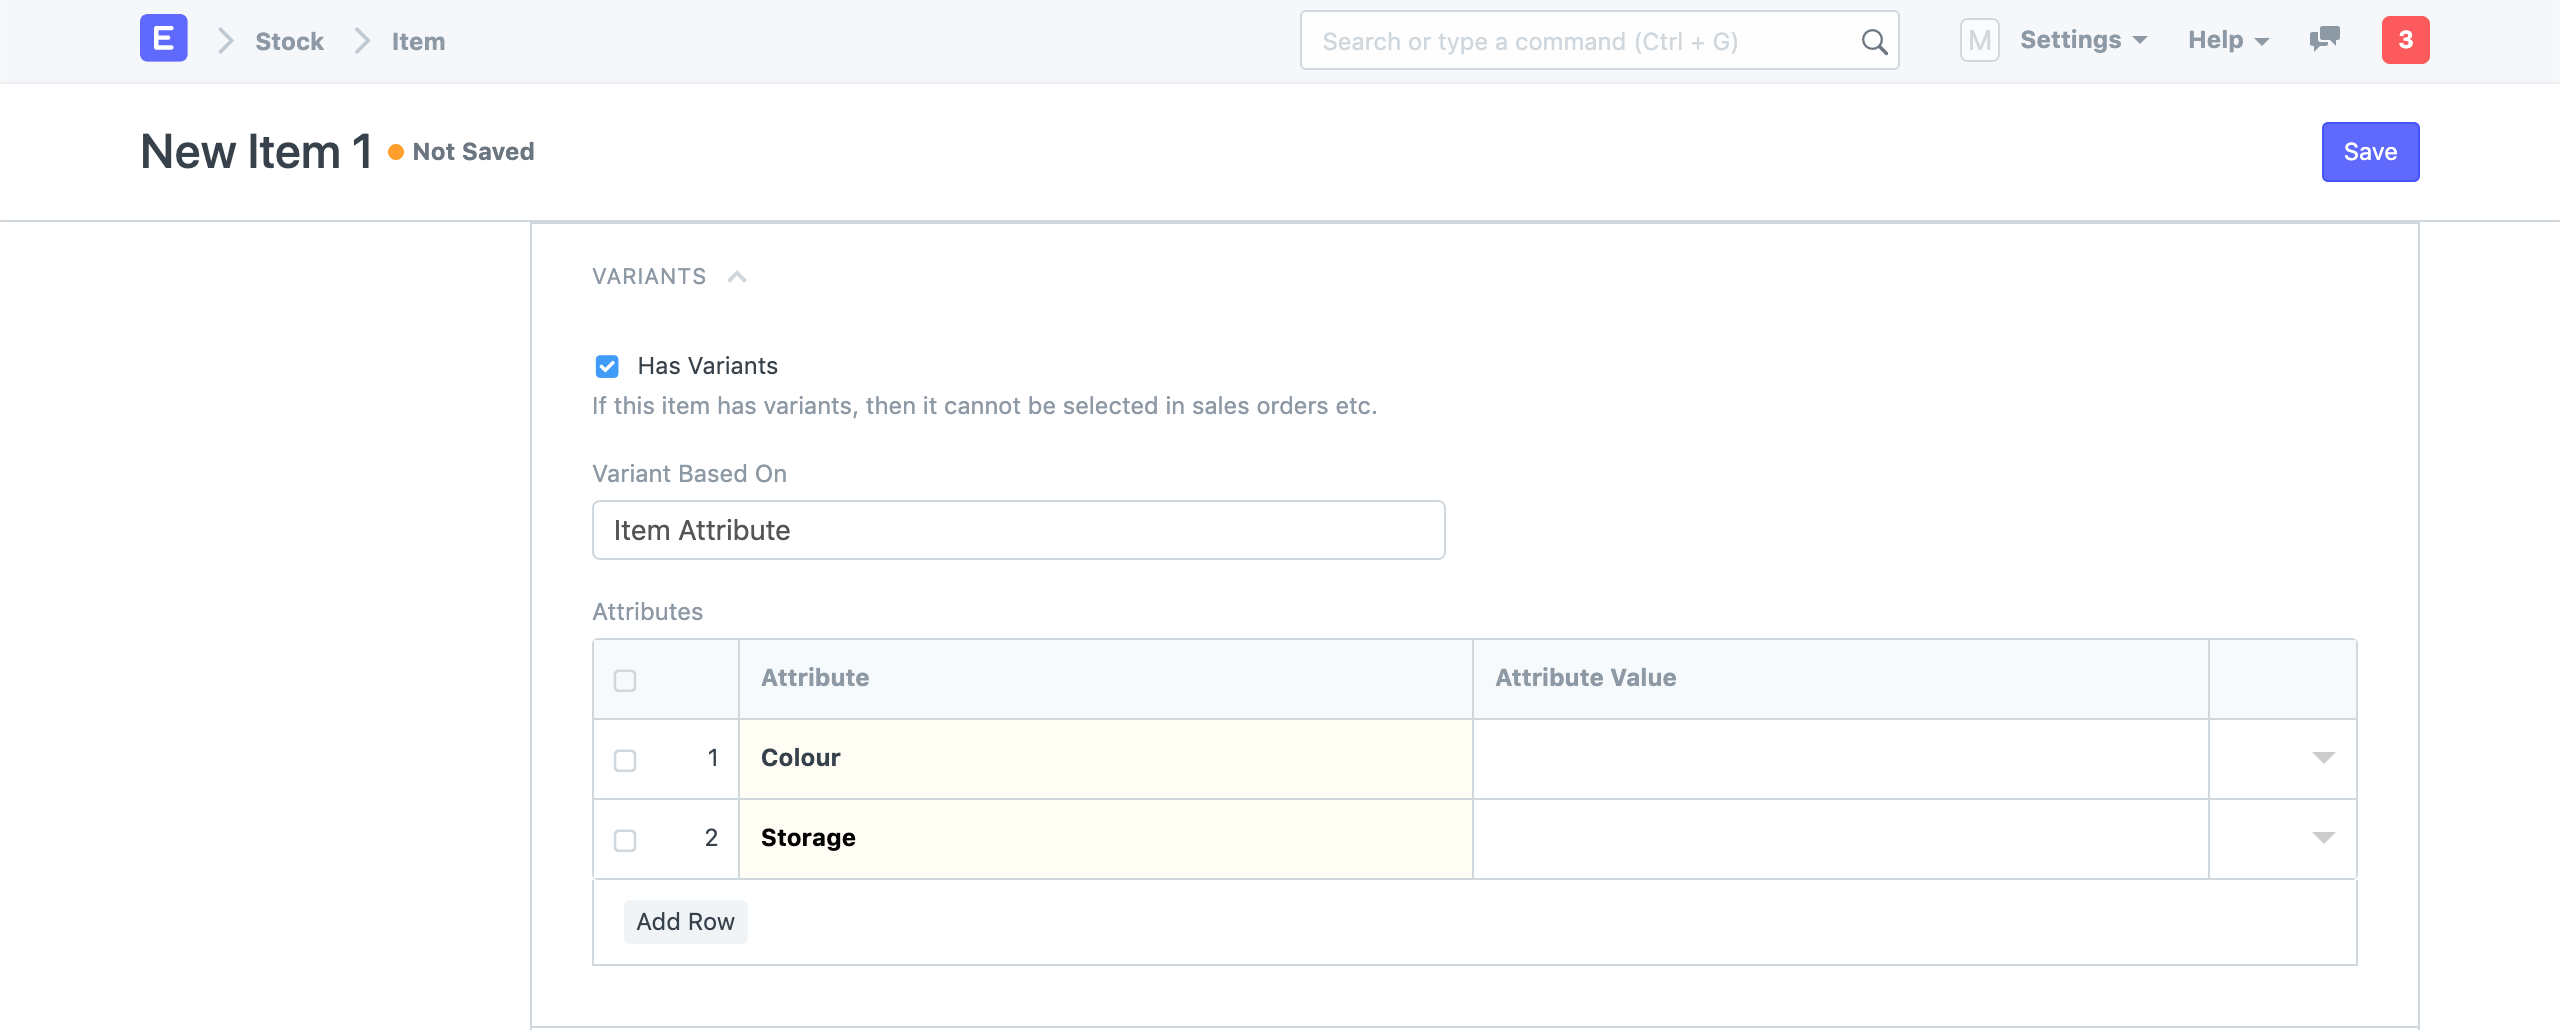 E Stock Item Search or type a command (Ctrl + G) M Settings Help 3
New Item 1 Not Saved Save
VARIANTS
Has Variants
If this item has variants, then it cannot be selected in sales orders etc.
Variant Based On
Item Attribute
Attributes
Attribute Attribute Value
1 Colour
2 Storage
Add Row